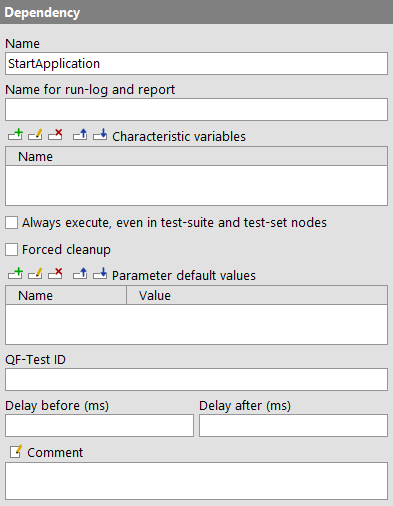 Dependency
Name
StartApplication
Name for run-log and report
Characteristic variables
Name
Always execute, even in test-suite and test-set nodes
Forced cleanup
Parameter default values
Name Value
QF-Test ID
Delay before (ms) Delay after (ms)
Comment